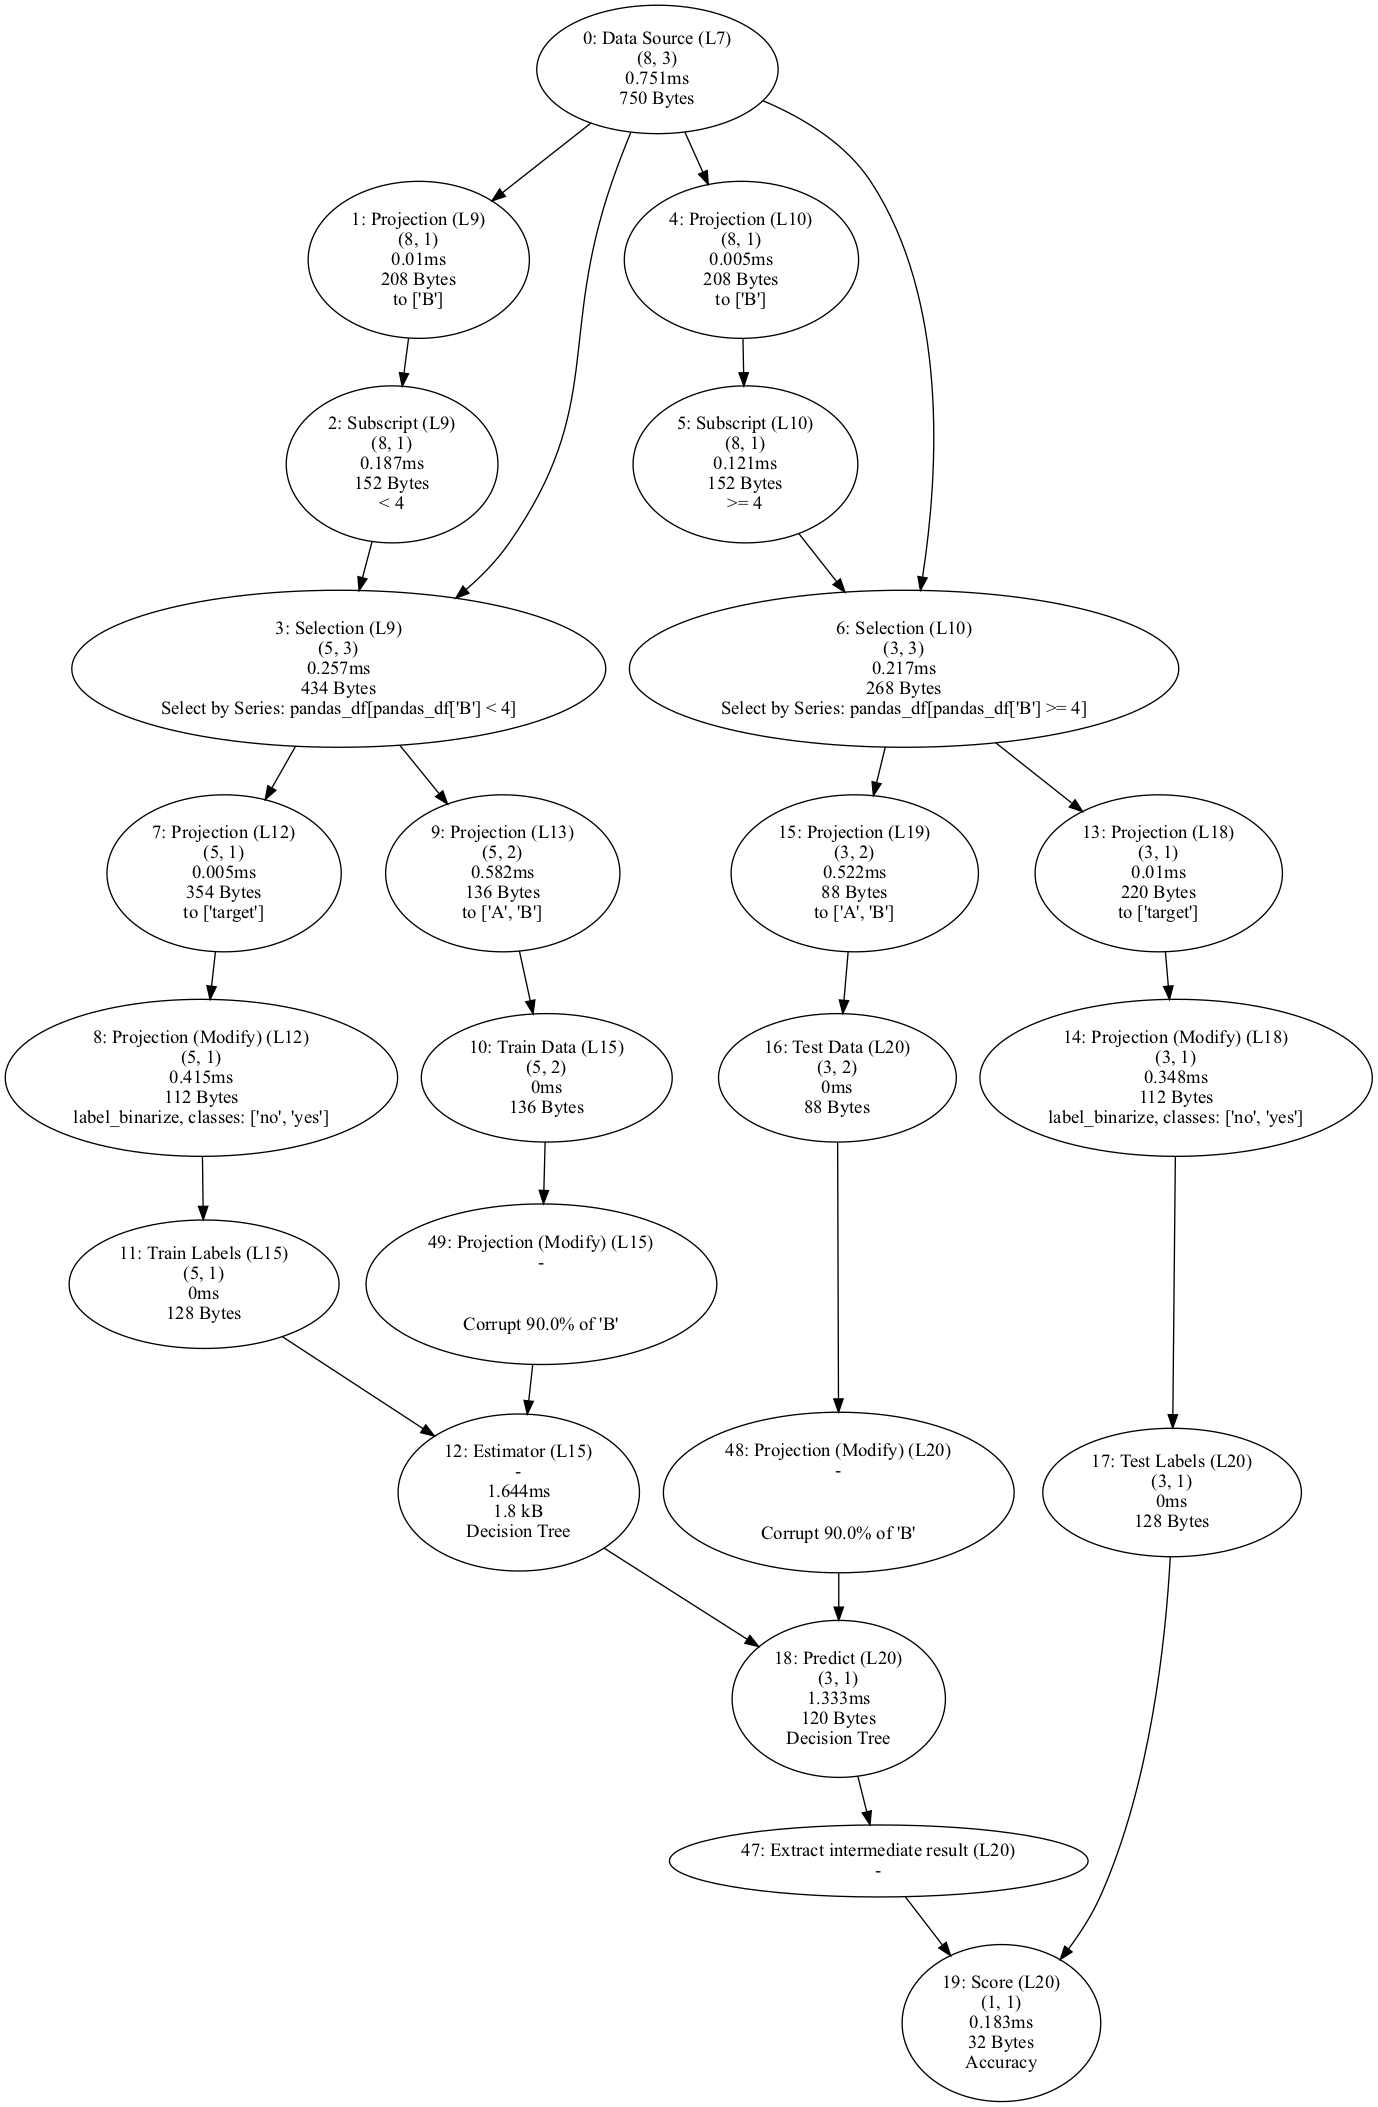 0: Data Source (L7)
(8, 3)
0.751ms
750 Bytes
1: Projection (L9)
(8, 1)
0.01ms
208 Bytes
to ['B']
4: Projection (L10)
(8, 1)
0.005ms
208 Bytes
to ['B']
2: Subscript (L9)
(8, 1)
0.187ms
152 Bytes
< 4
5: Subscript (L10)
(8, 1)
0.121ms
152 Bytes
>= 4
3: Selection (L9)
(5, 3)
0.257ms
434 Bytes
Select by Series: pandas_df[pandas_df['B'] < 4]
6: Selection (L10)
(3, 3)
0.217ms
268 Bytes
Select by Series: pandas_df[pandas_df['B'] >= 4]
7: Projection (L12)
(5, 1)
0.005ms
354 Bytes
to ['target']
9: Projection (L13)
(5, 2)
0.582ms
136 Bytes
to ['A', 'B']
15: Projection (L19)
(3, 2)
0.522ms
88 Bytes
to ['A', 'B']
13: Projection (L18)
(3, 1)
0.01ms
220 Bytes
to ['target']
8: Projection (Modify) (L12)
(5, 1)
0.415ms
112 Bytes
label_binarize, classes: ['no', 'yes']
10: Train Data (L15)
(5, 2)
0ms
136 Bytes
16: Test Data (L20)
(3, 2)
0ms
88 Bytes
14: Projection (Modify) (L18)
(3, 1)
0.348ms
112 Bytes
label_binarize, classes: ['no', 'yes']
11: Train Labels (L15)
(5, 1)
0ms
128 Bytes
49: Projection (Modify) (L15)
-
Corrupt 90.0% of 'B'
12: Estimator (L15)
-
1.644ms
1.8 kB
Decision Tree
48: Projection (Modify) (L20)
-
Corrupt 90.0% of 'B'
17: Test Labels (L20)
(3, 1)
0ms
128 Bytes
18: Predict (L20)
(3, 1)
1.333ms
120 Bytes
Decision Tree
47: Extract intermediate result (L20)
-
19: Score (L20)
(1, 1)
0.183ms
32 Bytes
Accuracy